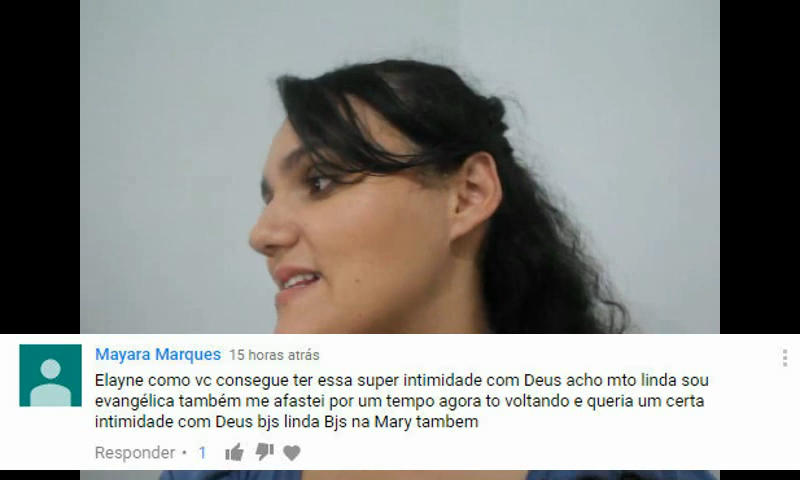 Mayara Marques 15 horas atrás
Elayne como vc consegue ter essa super intimidade com Deus acho mto linda sou
evangélica também me afastei por um tempo agora to voltando e queria um certa
intimidade com Deus bjs linda Bjs na Mary tambem
Responder • 1